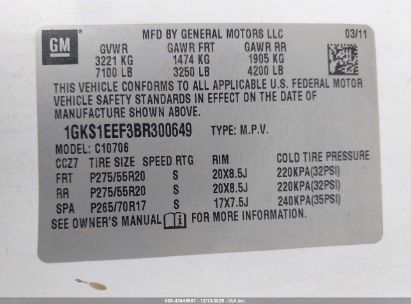 GM
MFD BY GENERAL MOTORS LLC
03/11
GVWR GAWR FRT GAWR RR
3221 KG 1474 KG 1905 KG
7100 LB 3250 LB 4200 LB
THIS VEHICLE CONFORMS TO ALL APPLICABLE U.S. FEDERAL MOTOR
VEHICLE SAFETY STANDARDS IN EFFECT ON THE DATE OF
MANUFACTURE SHOWN ABOVE.
1GKS1EEF3BR300649 TYPE: M.P.V.
MODEL: C10706
CCZ7 TIRE SIZE SPEED RTG RIM COLD TIRE PRESSURE
FRT P275/55R20 S 20X8.5J 220KPA(32PSI)
RR P275/55R20 S 20X8.5J 220KPA(32PSI)
SPA P265/70R17 S 17X7.5J 240KPA(35PSI)
SEE OWNER'S MANUAL i FOR MORE INFORMATION.